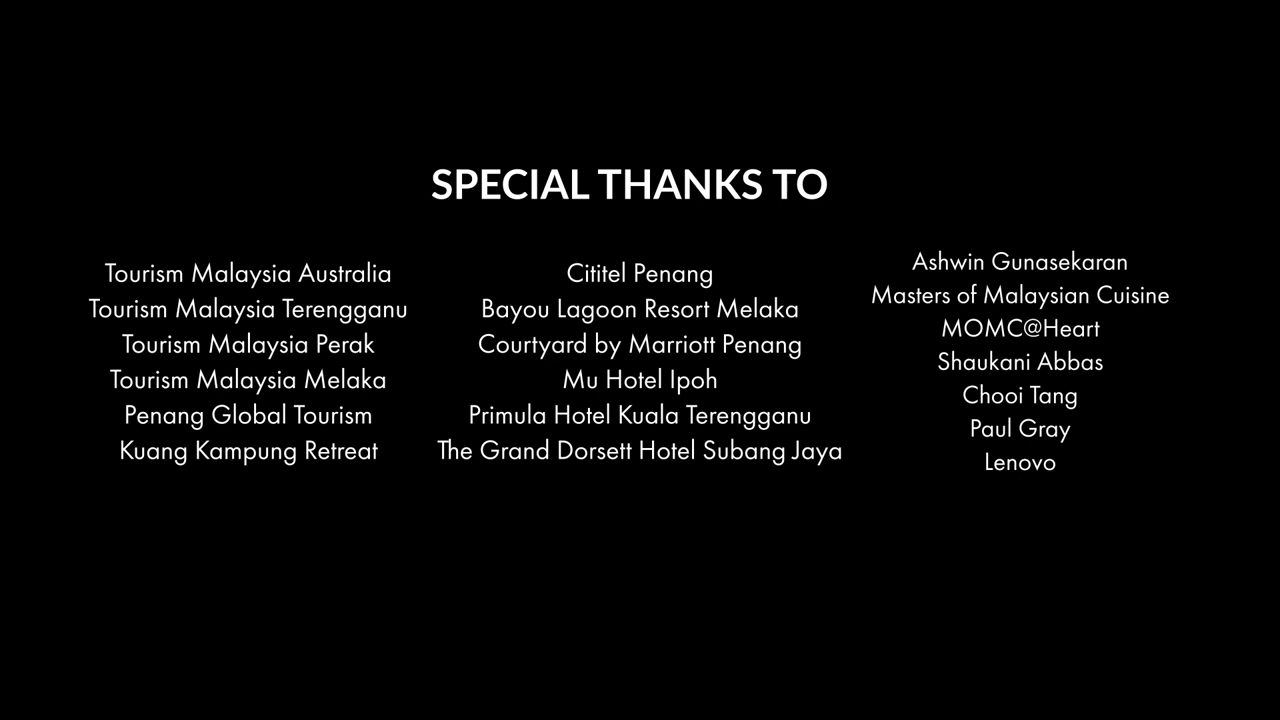 SPECIAL THANKS TO
Tourism Malaysia Australia
Tourism Malaysia Terengganu
Tourism Malaysia Perak
Tourism Malaysia Melaka
Penang Global Tourism
Kuang Kampung Retreat
Cititel Penang
Bayou Lagoon Resort Melaka
Courtyard by Marriott Penang
Mu Hotel Ipoh
Primula Hotel Kuala Terengganu
The Grand Dorsett Hotel Subang Jaya
Ashwin Gunasekaran
Masters of Malaysian Cuisine
MOMC@Heart
Shaukani Abbas
Chooi Tang
Paul Gray
Lenovo